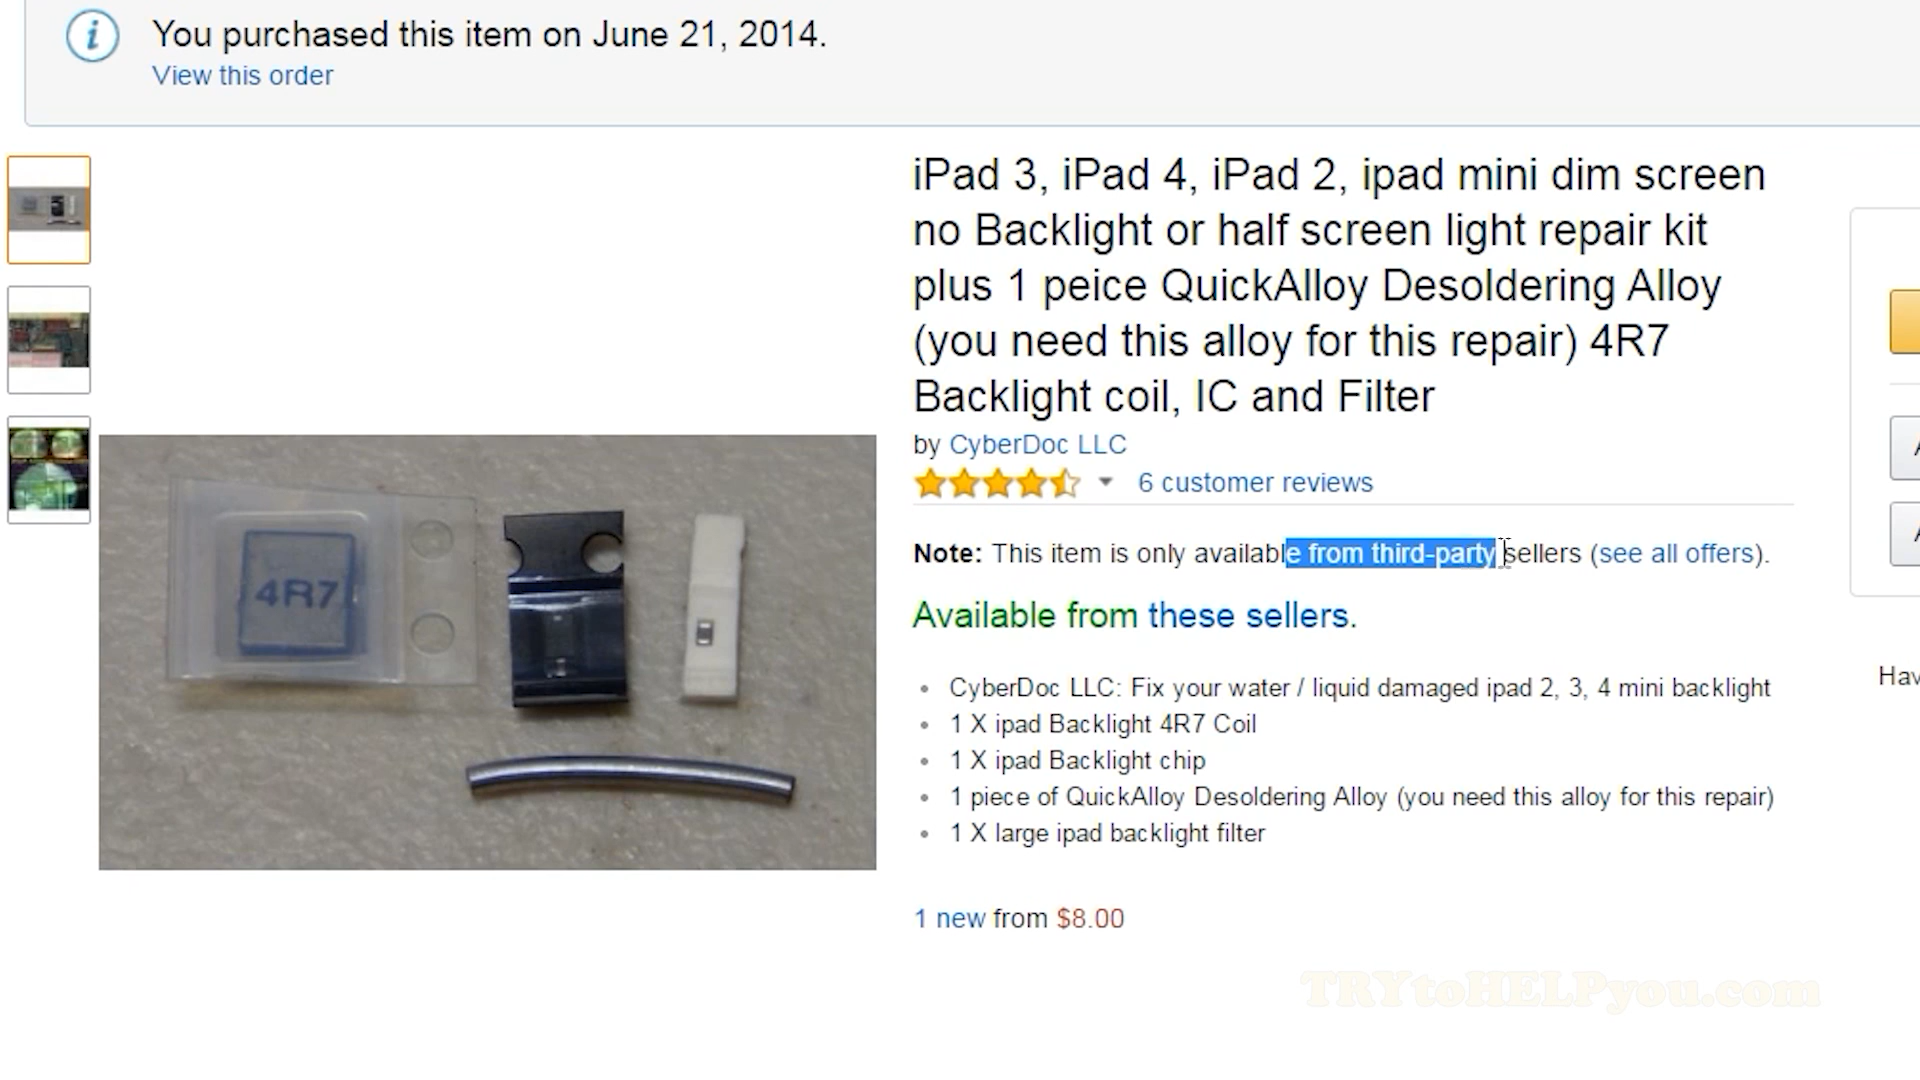 You purchased this item on June 21, 2014.
View this order
iPad 3, iPad 4, iPad 2, ipad mini dim screen
no Backlight or half screen light repair kit
plus 1 peice QuickAlloy Desoldering Alloy
(you need this alloy for this repair) 4R7
Backlight coil, IC and Filter
by CyberDoc LLC
6 customer reviews
Note: This item is only available from third-party sellers (see all offers).
Available from these sellers.
CyberDoc LLC: Fix your water / liquid damaged ipad 2, 3, 4 mini backlight
1 X ipad Backlight 4R7 Coil
1 X ipad Backlight chip
1 piece of QuickAlloy Desoldering Alloy (you need this alloy for this repair)
1 X large ipad backlight filter
1 new from $8.00
4R7
TRYtoHELPyou.com